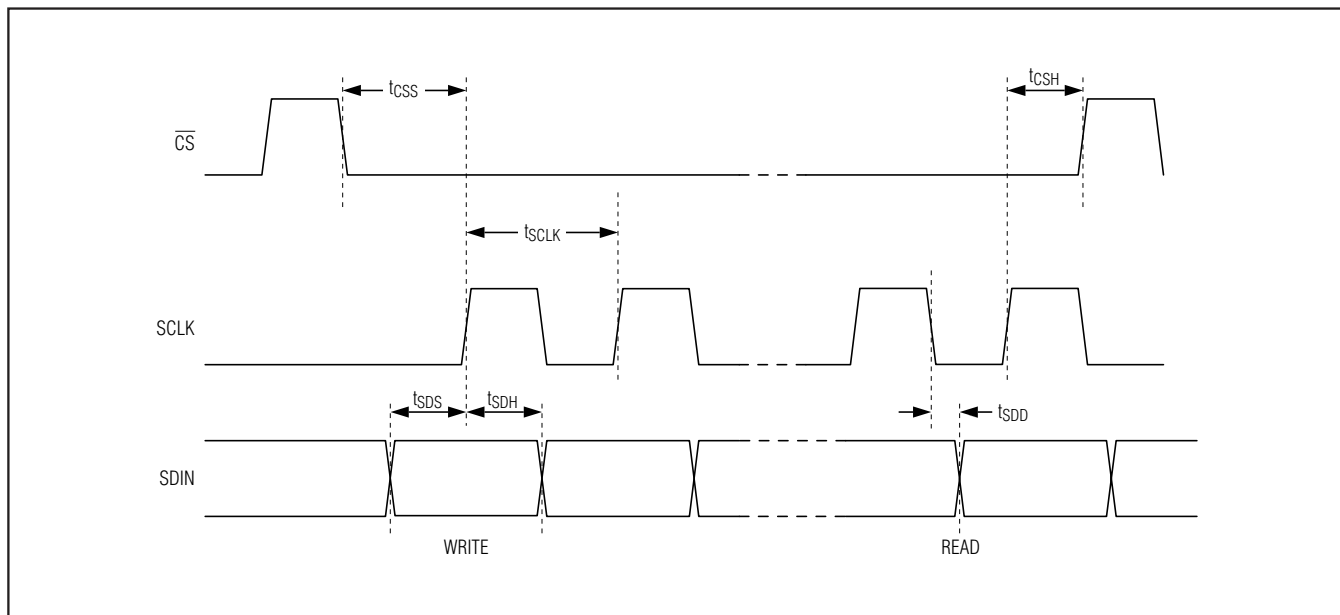 tCSS
tCSH
CS
tSCLK
SCLK
tSDS
tSDH
tSDD
SDIN
WRITE
READ